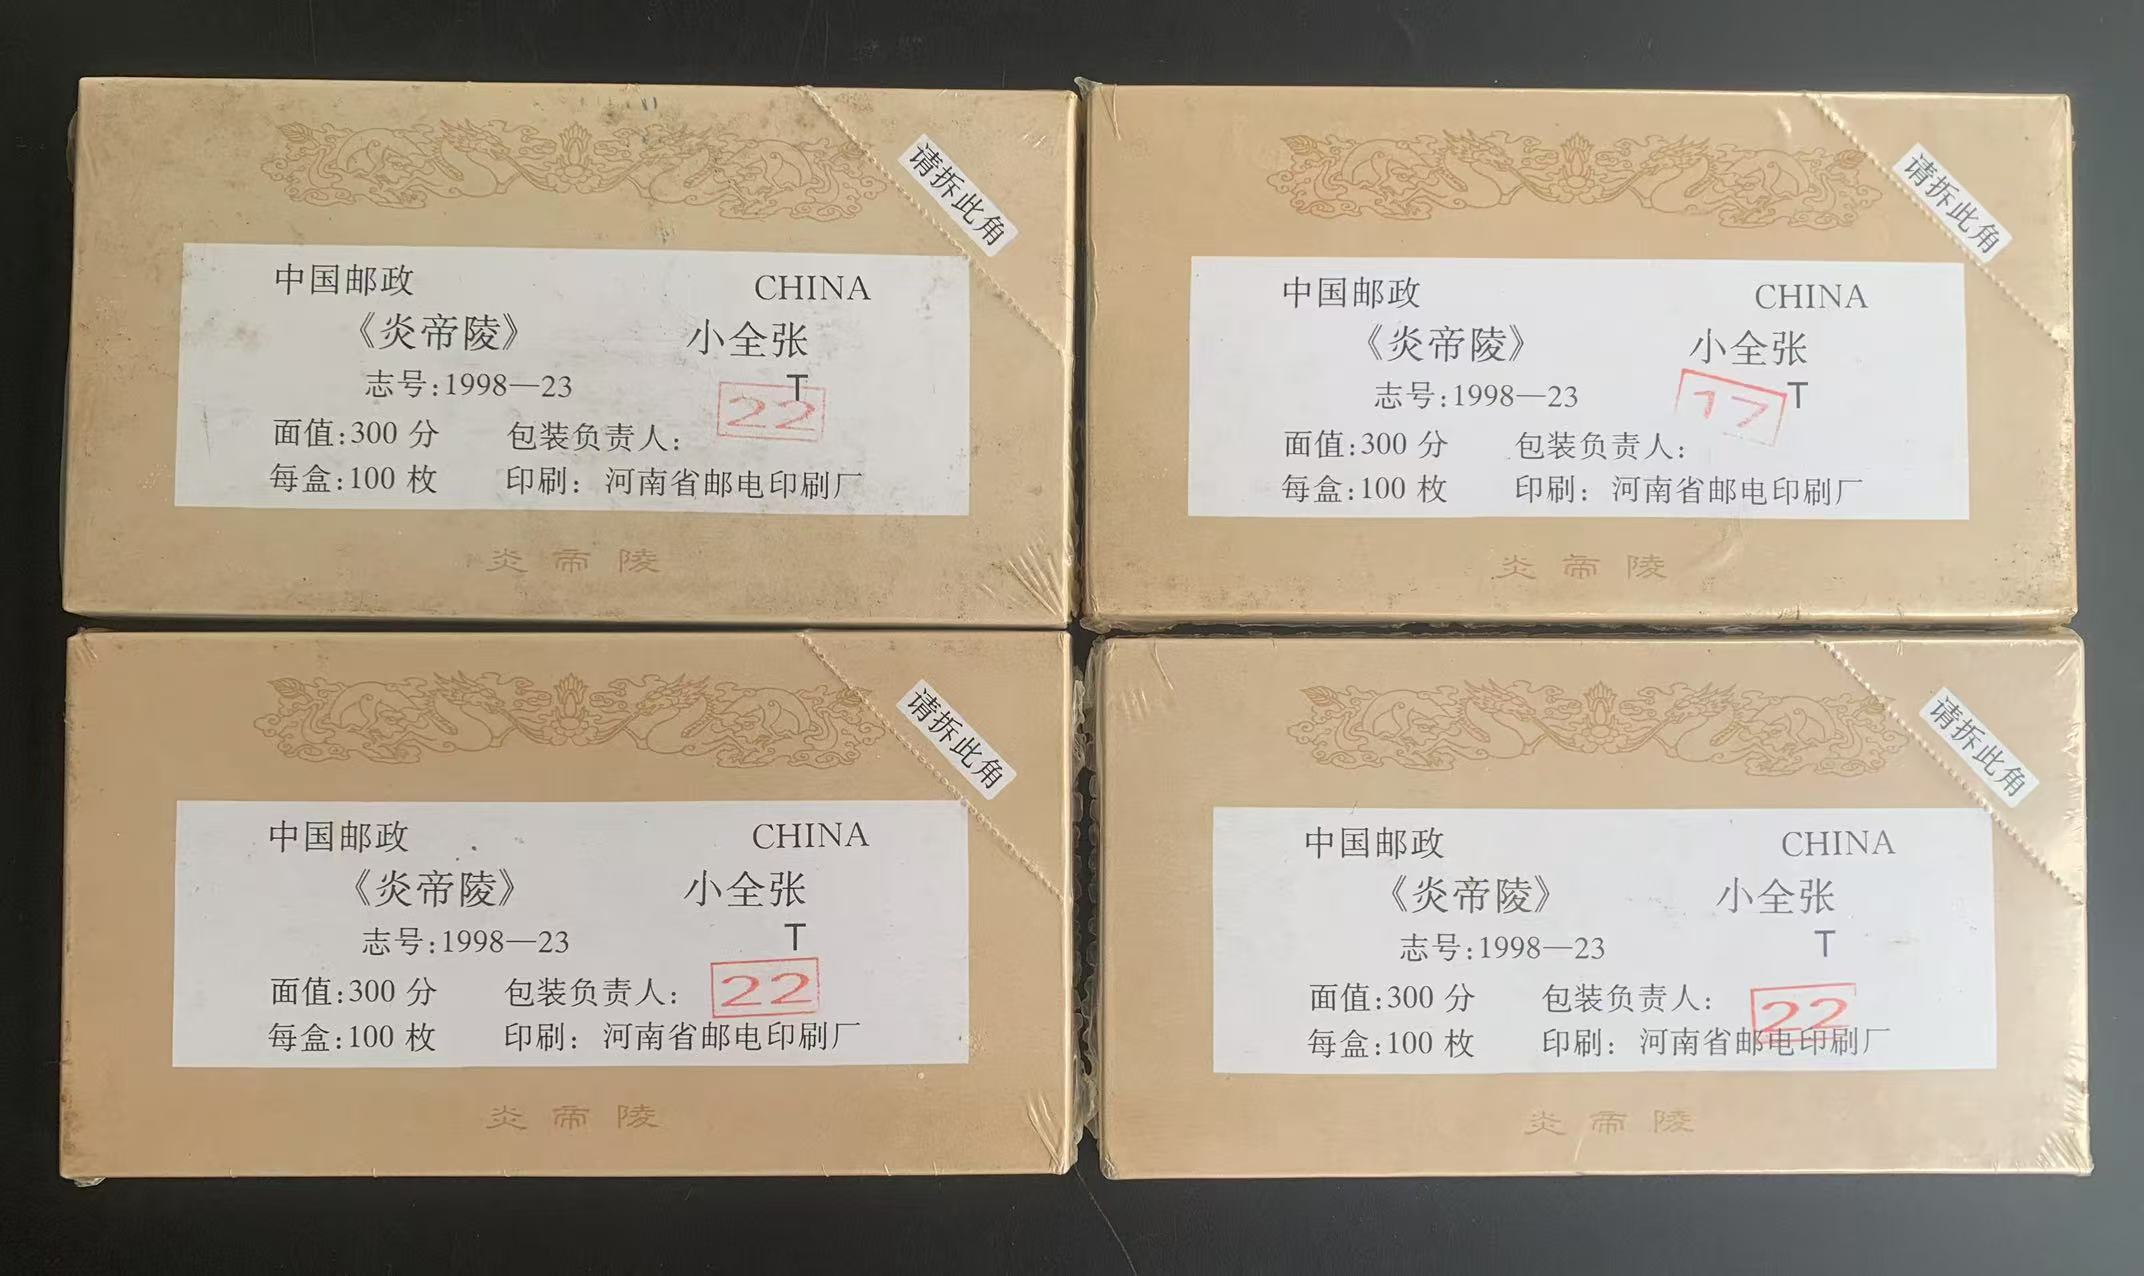 请拆此角
中国邮政 CHINA
《炎帝陵》 小全张
志号:1998—23 T
22
面值:300 分 包装负责人:
每盒:100 枚 印刷: 河南省邮电印刷厂
炎帝陵
请拆此角
中国邮政 CHINA
《炎帝陵》 小全张
志号:1998—23 T
17
面值:300 分 包装负责人:
每盒:100 枚 印刷: 河南省邮电印刷厂
炎帝陵
请拆此角
中国邮政 CHINA
《炎帝陵》 小全张
志号:1998—23 T
面值:300 分 包装负责人: 22
每盒:100 枚 印刷: 河南省邮电印刷厂
炎帝陵
请拆此角
中国邮政 CHINA
《炎帝陵》 小全张
志号:1998—23 T
面值:300 分 包装负责人: 22
每盒:100 枚 印刷: 河南省邮电印刷厂
炎帝陵